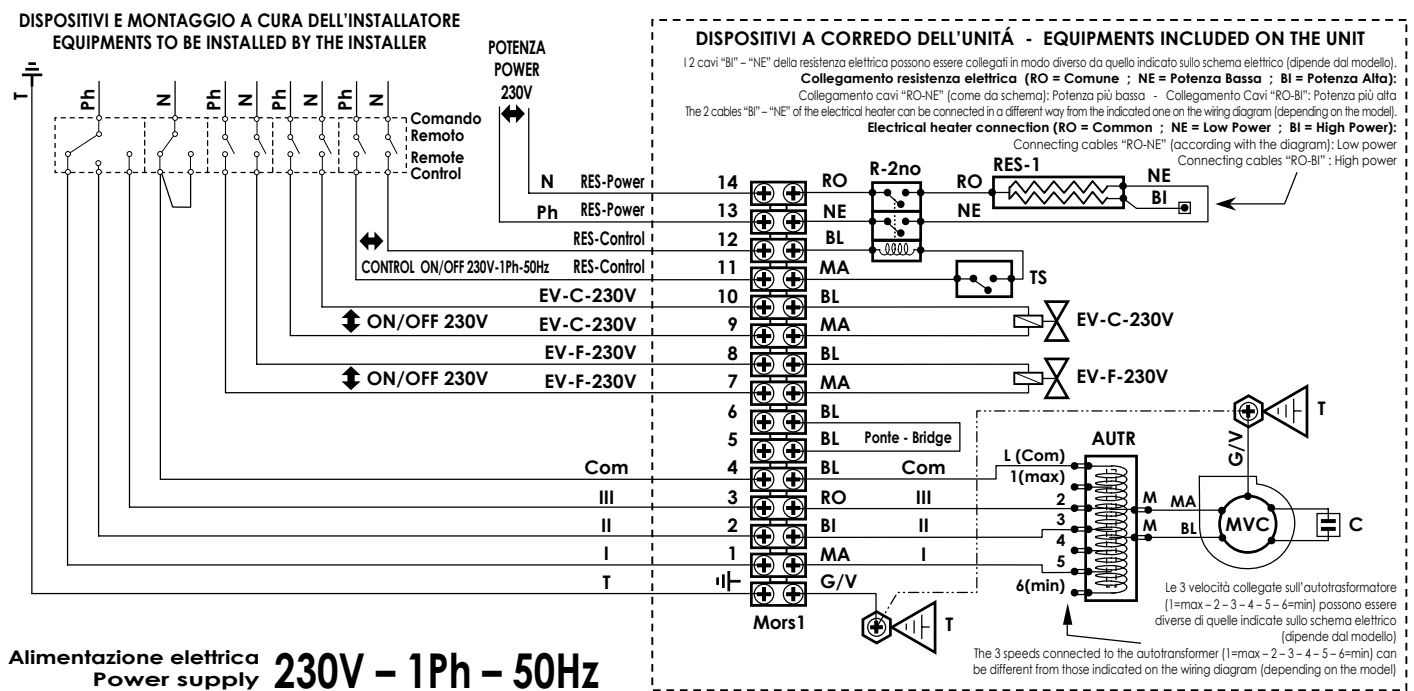 DISPOSITIVI E MONTAGGIO A CURA DELL'INSTALLATORE
EQUIPMENTS TO BE INSTALLED BY THE INSTALLER
POTENZA
POWER
230V
DISPOSITIVI A CORREDO DELL'UNITÁ - EQUIPMENTS INCLUDED ON THE UNIT
I 2 cavi "BI" – "NE" della resistenza elettrica possono essere collegati in modo diverso da quello indicato sullo schema elettrico (dipende dal modello).
Collegamento resistenza elettrica (RO = Comune ; NE = Potenza Bassa ; BI = Potenza Alta):
Collegamento cavi "RO-NE" (come da schema): Potenza più bassa - Collegamento Cavi "RO-BI": Potenza più alta
The 2 cables "BI" – "NE" of the electrical heater can be connected in a different way from the indicated one on the wiring diagram (depending on the model).
Electrical heater connection (RO = Common ; NE = Low Power ; BI = High Power):
Connecting cables "RO-NE" (according with the diagram): Low power
Connecting cables "RO-BI" : High power
T
Ph N Ph N Ph N Ph N
Comando
Remoto
Remote
Control
R-2no RES-1
N RES-Power 14 RO RO NE
BI
Ph RES-Power 13 NE NE
RES-Control 12 BL
CONTROL ON/OFF 230V-1Ph-50Hz RES-Control 11 MA TS
EV-C-230V 10 BL
ON/OFF 230V EV-C-230V 9 MA EV-C-230V
EV-F-230V 8 BL
ON/OFF 230V EV-F-230V 7 MA EV-F-230V
6 BL
5 BL Ponte - Bridge
T
G/V
AUTR
Com 4 BL Com L (Com)
1(max)
III 3 RO III 2 M MA
3
II 2 BI II 4 M BL MVC C
I 1 MA I 5
T G/V 6(min)
Mors1 T
Le 3 velocità collegate sull'autotrasformatore
(1=max – 2 – 3 – 4 – 5 – 6=min) possono essere
diverse di quelle indicate sullo schema elettrico
(dipende dal modello)
The 3 speeds connected to the autotransformer (1=max – 2 – 3 – 4 – 5 – 6=min) can
be different from those indicated on the wiring diagram (depending on the model)
Alimentazione elettrica
Power supply 230V – 1Ph – 50Hz